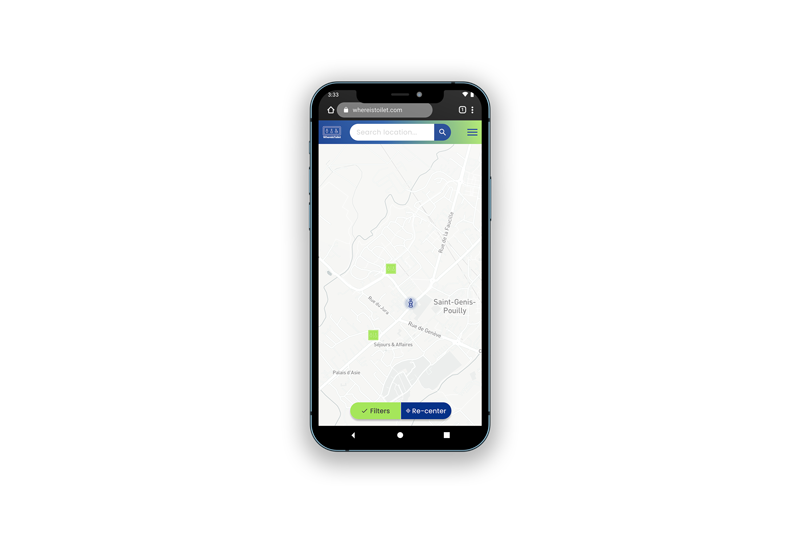 3:33
whereistoilet.com
1
Search location...
Rue de la Faucille
Rue du Jura
Saint-Genis-
Pouilly
Rue de Genève
Séjours & Affaires
Palais d'Asie
Filters
Re-center